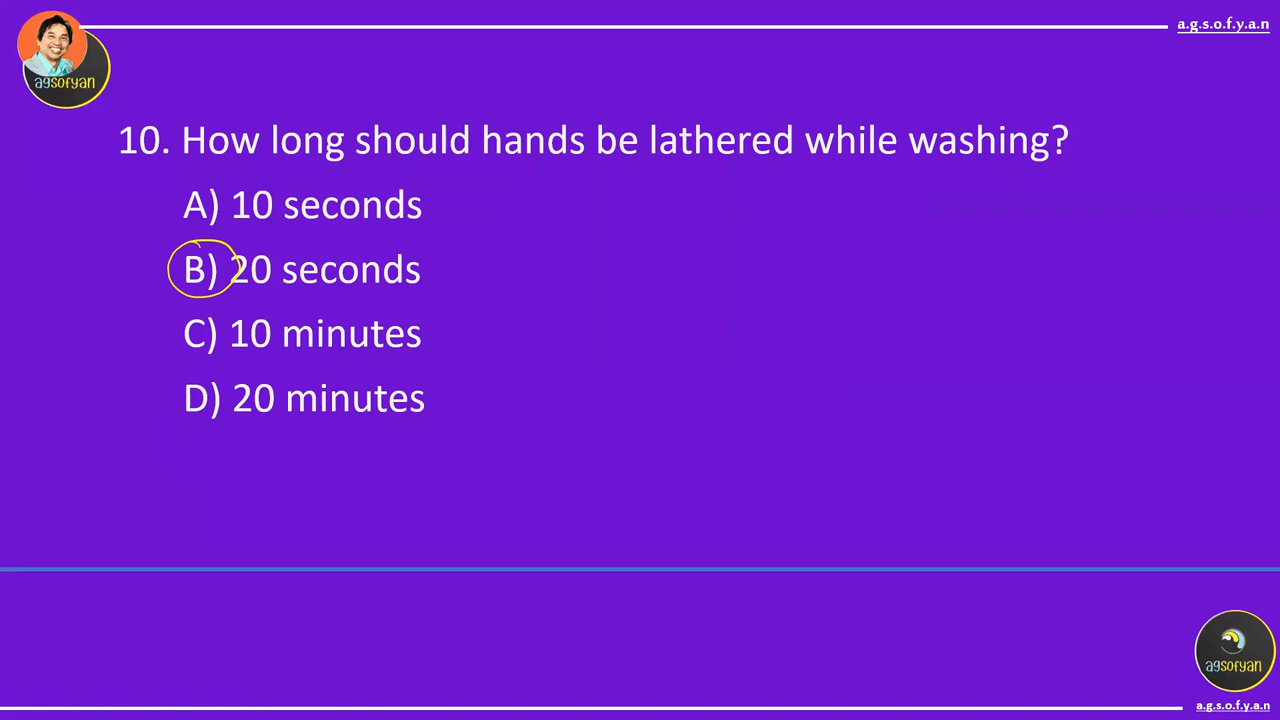 a.g.s.o.f.y.a.n
agsofyan
10. How long should hands be lathered while washing?
A) 10 seconds
B) 20 seconds
C) 10 minutes
D) 20 minutes
agsofyan
a.g.s.o.f.y.a.n